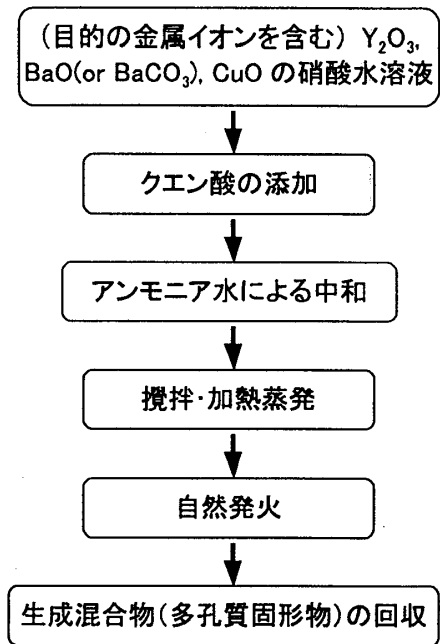 (目的の金属イオンを含む) Y₂O₃,
BaO(or BaCO₃), CuO の硝酸水溶液
クエン酸の添加
アンモニア水による中和
攪拌・加熱蒸発
自然発火
生成混合物(多孔質固形物)の回収